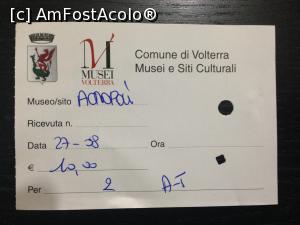 [c] AmFostAcolo®
MUSEI
VOLTERRA
Comune di Volterra
Musei e Siti Culturali
Museo/sito ACROPOLI
Ricevuta n.
Data 27-08 Ora
€ 10,00
Per 2 A-T